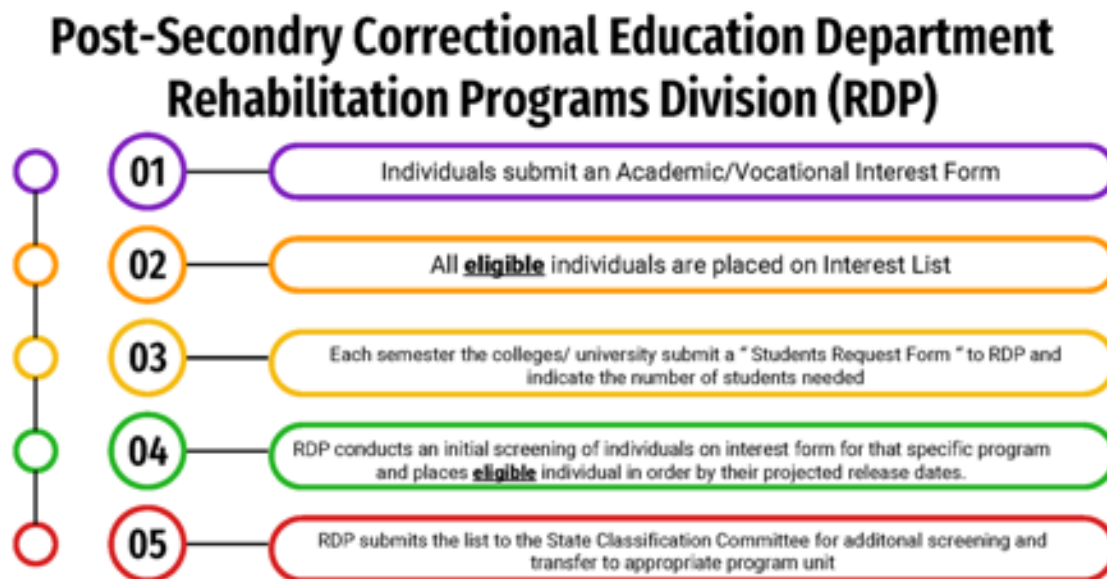 Post-Secondry Correctional Education Department
Rehabilitation Programs Division (RDP)
01
Individuals submit an Academic/Vocational Interest Form
02
All eligible individuals are placed on Interest List
03
Each semester the colleges/ university submit a “ Students Request Form “ to RDP and
indicate the number of students needed
04
RDP conducts an initial screening of individuals on interest form for that specific program
and places eligible individual in order by their projected release dates.
05
RDP submits the list to the State Classification Committee for additonal screening and
transfer to appropriate program unit